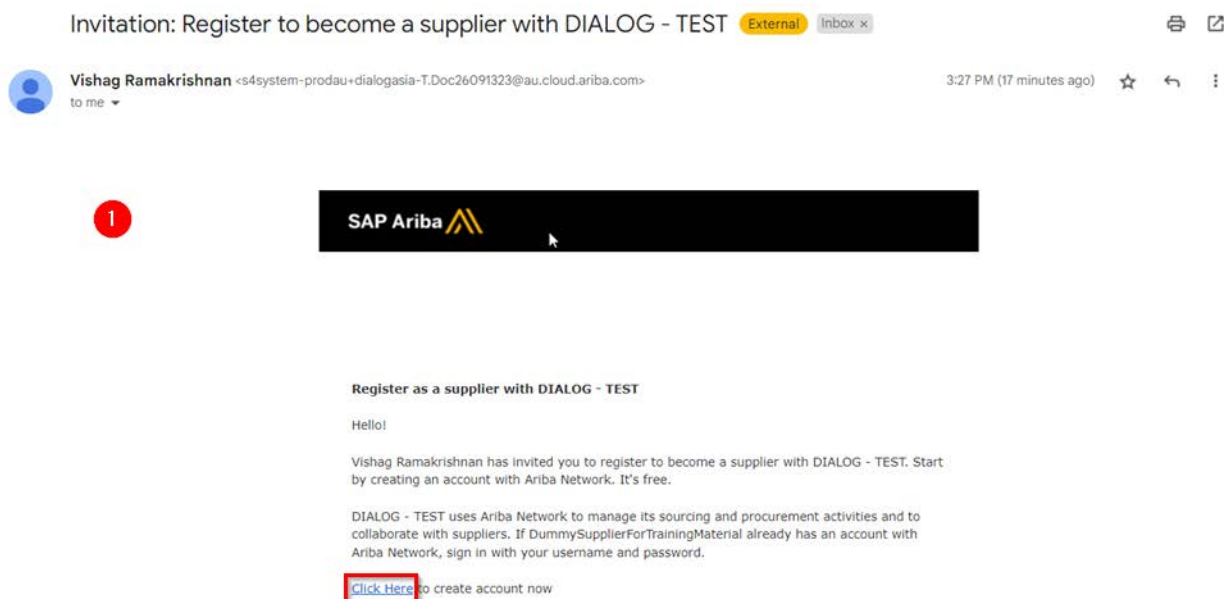 Invitation: Register to become a supplier with DIALOG - TEST External Inbox ×
Vishag Ramakrishnan <s4system-prodau+dialogasia-T.Doc26091323@au.cloud.ariba.com> 3:27 PM (17 minutes ago)
to me
1
SAP Ariba
Register as a supplier with DIALOG - TEST
Hello!
Vishag Ramakrishnan has invited you to register to become a supplier with DIALOG - TEST. Start
by creating an account with Ariba Network. It's free.
DIALOG - TEST uses Ariba Network to manage its sourcing and procurement activities and to
collaborate with suppliers. If DummySupplierForTrainingMaterial already has an account with
Ariba Network, sign in with your username and password.
Click Here to create account now